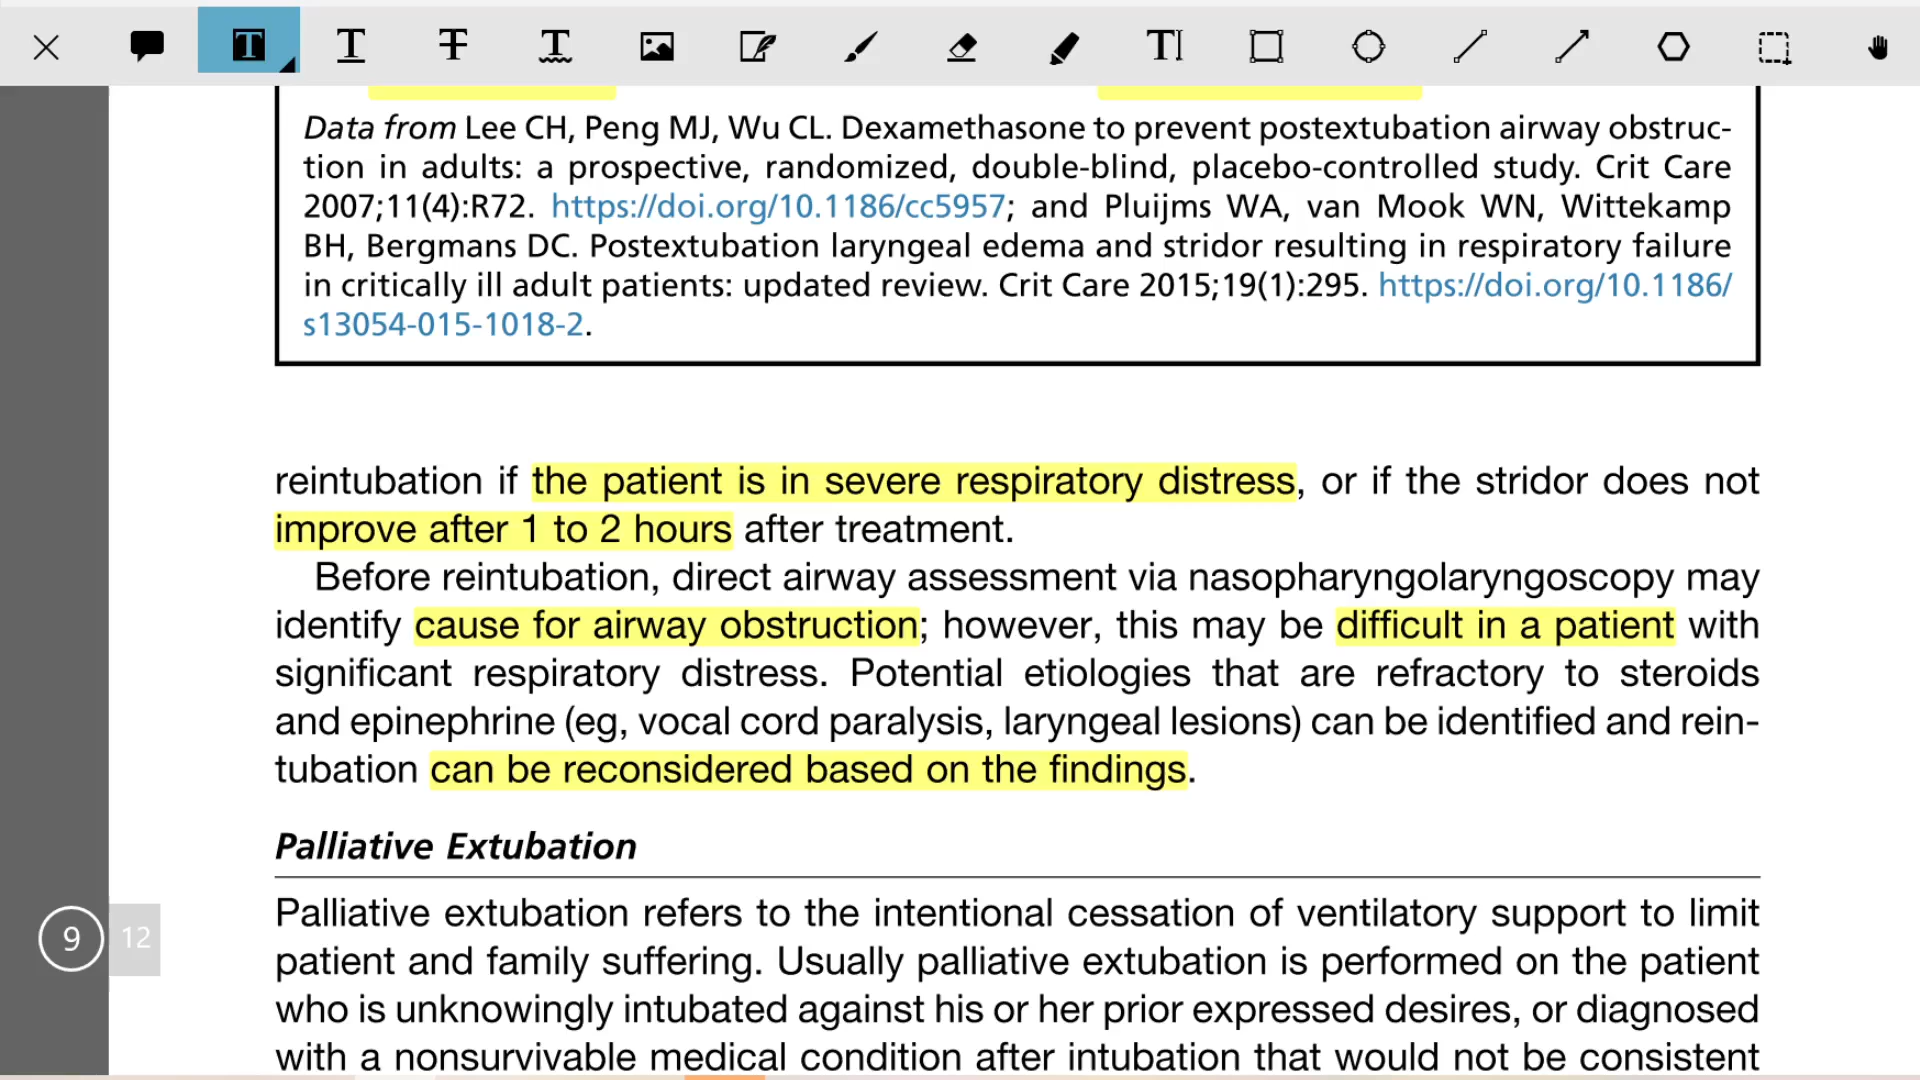 Data from Lee CH, Peng MJ, Wu CL. Dexamethasone to prevent postextubation airway obstruc-
tion in adults: a prospective, randomized, double-blind, placebo-controlled study. Crit Care
2007;11(4):R72. https://doi.org/10.1186/cc5957; and Pluijms WA, van Mook WN, Wittekamp
BH, Bergmans DC. Postextubation laryngeal edema and stridor resulting in respiratory failure
in critically ill adult patients: updated review. Crit Care 2015;19(1):295. https://doi.org/10.1186/
s13054-015-1018-2.
reintubation if the patient is in severe respiratory distress, or if the stridor does not
improve after 1 to 2 hours after treatment.
Before reintubation, direct airway assessment via nasopharyngolaryngoscopy may
identify cause for airway obstruction; however, this may be difficult in a patient with
significant respiratory distress. Potential etiologies that are refractory to steroids
and epinephrine (eg, vocal cord paralysis, laryngeal lesions) can be identified and rein-
tubation can be reconsidered based on the findings.
Palliative Extubation
Palliative extubation refers to the intentional cessation of ventilatory support to limit
patient and family suffering. Usually palliative extubation is performed on the patient
who is unknowingly intubated against his or her prior expressed desires, or diagnosed
with a nonsurvivable medical condition after intubation that would not be consistent
9 12